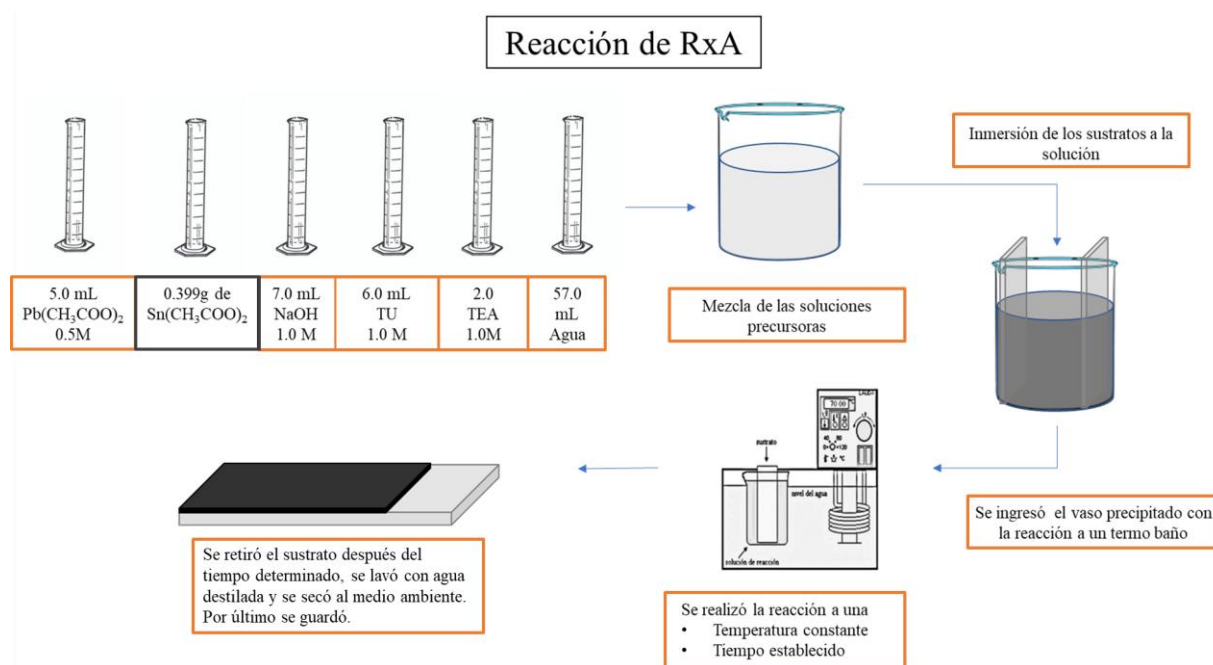 Reacción de RxA
5.0 mL
Pb(CH₃COO)₂
0.5M
0.399g de
Sn(CH₃COO)₂
7.0 mL
NaOH
1.0 M
6.0 mL
TU
1.0 M
2.0
TEA
1.0M
57.0
mL
Agua
Mezcla de las soluciones
precursoras
Inmersión de los sustratos a la
solución
Se ingresó el vaso precipitado con
la reacción a un termo baño
70.00
sustrato
nivel del agua
solución de reacción
Se realizó la reacción a una
• Temperatura constante
• Tiempo establecido
Se retiró el sustrato después del
tiempo determinado, se lavó con agua
destilada y se secó al medio ambiente.
Por último se guardó.